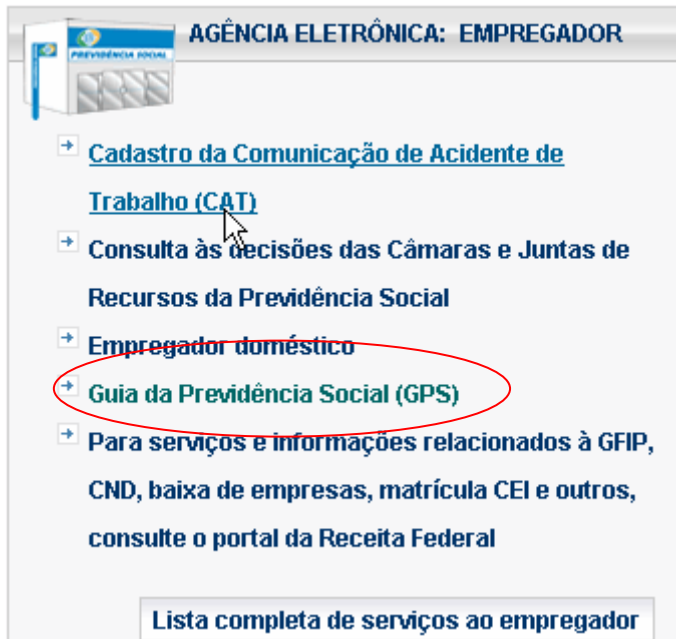 AGÊNCIA ELETRÔNICA: EMPREGADOR
PREVIDÊNCIA SOCIAL
Cadastro da Comunicação de Acidente de
Trabalho (CAT)
Consulta às decisões das Câmaras e Juntas de
Recursos da Previdência Social
Empregador doméstico
Guia da Previdência Social (GPS)
Para serviços e informações relacionados à GFIP,
CND, baixa de empresas, matrícula CEI e outros,
consulte o portal da Receita Federal
Lista completa de serviços ao empregador